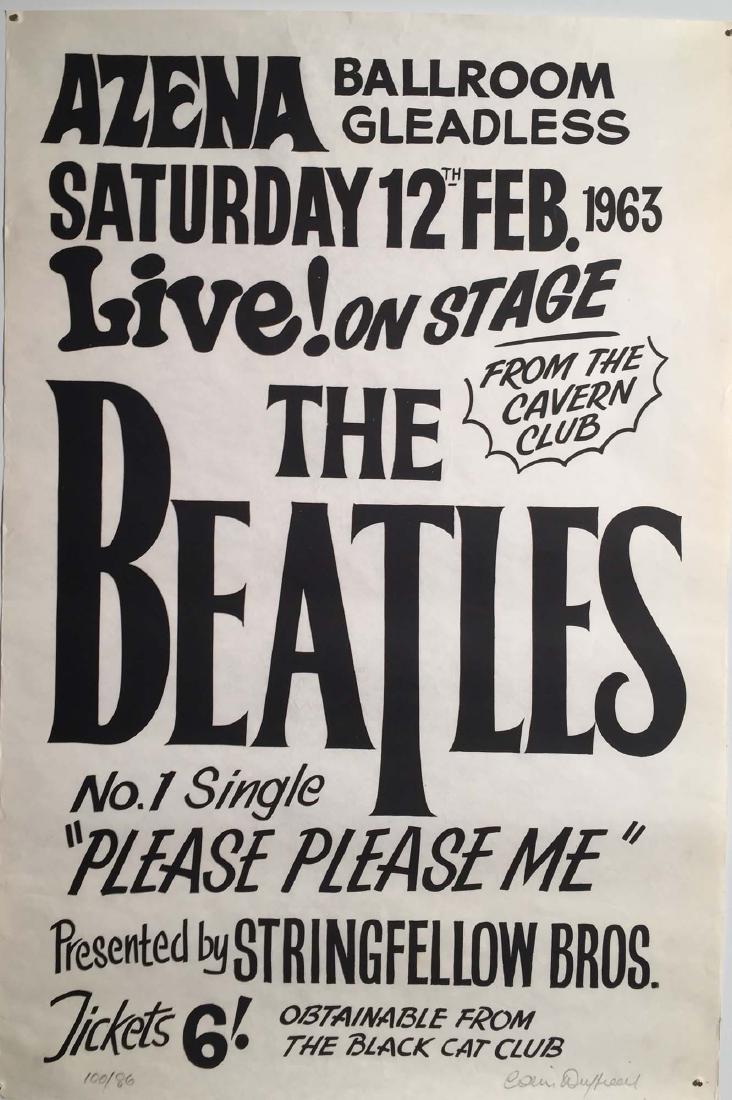 AZENA BALLROOM
GLEADLESS
SATURDAY 12TH FEB. 1963
Live! ON STAGE
FROM THE
CAVERN
CLUB
THE
BEATLES
No. 1 Single
"PLEASE PLEASE ME"
Presented by STRINGFELLOW BROS.
Tickets 6!
OBTAINABLE FROM
THE BLACK CAT CLUB
100/86